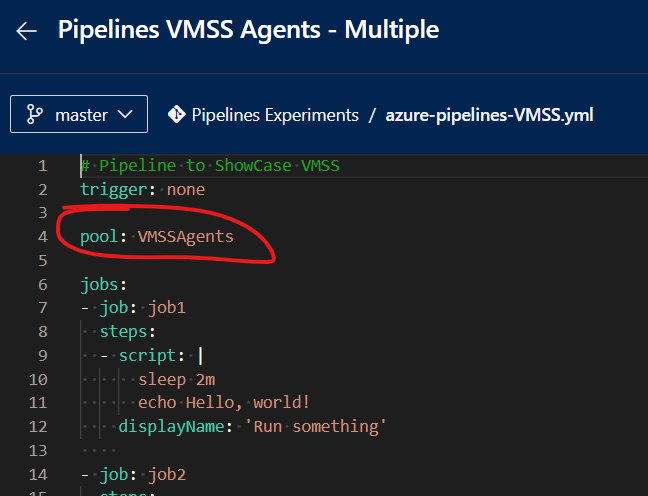 Pipelines VMSS Agents - Multiple
master
Pipelines Experiments / azure-pipelines-VMSS.yml
1 # Pipeline to ShowCase VMSS
2 trigger: none
3
4 pool: VMSSAgents
5
6 jobs:
7 - job: job1
8 steps:
9 - script: |
10 sleep 2m
11 echo Hello, world!
12 displayName: 'Run something'
13
14 - job: job2
15 steps: